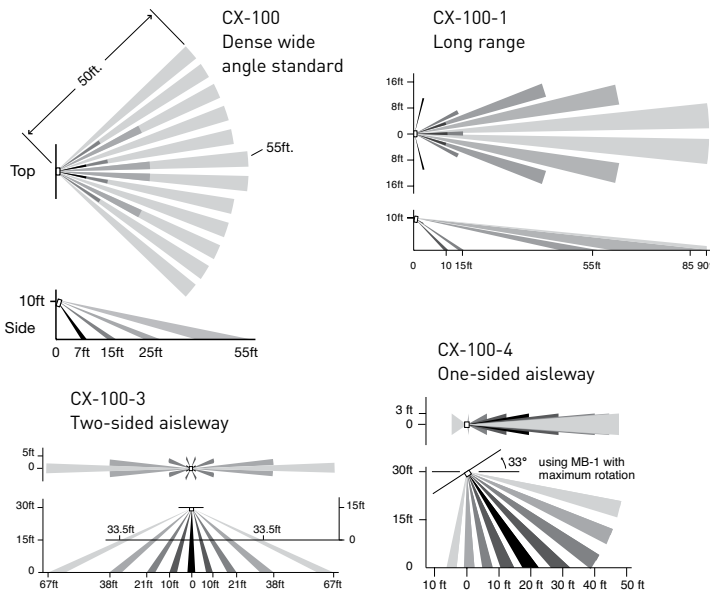 CX-100
Dense wide
angle standard
50ft.
55ft.
Top
10ft
Side
0 7ft 15ft 25ft 55ft
CX-100-1
Long range
16ft
8ft
0
8ft
16ft
10ft
0 10 15ft 55ft 85 90
CX-100-3
Two-sided aisleway
5ft
0
30ft 15ft
33.5ft 33.5ft
15ft 0
0
67ft 38ft 21ft 10ft 0 10ft 21ft 38ft 67ft
CX-100-4
One-sided aisleway
3 ft
0
33° using MB-1 with
maximum rotation
30ft
15ft
0
10 ft 0 10 ft 20 ft 30 ft 40 ft 50 ft